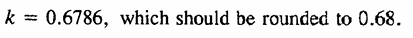 k = 0.6786, which should be rounded to 0.68.